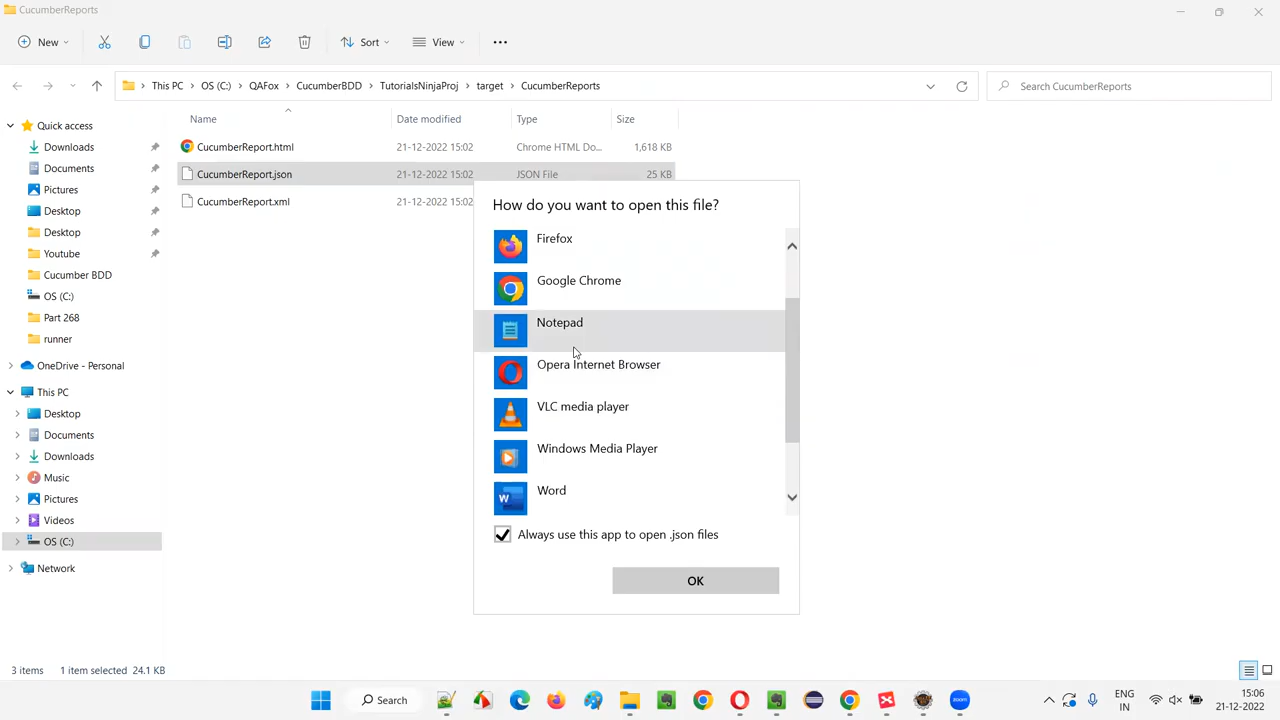 CucumberReports
New
Sort
View
This PC > OS (C:) > QAFox > CucumberBDD > TutorialsNinjaProj > target > CucumberReports
Search CucumberReports
Name
Date modified
Type
Size
CucumberReport.html 21-12-2022 15:02 Chrome HTML Do... 1,618 KB
CucumberReport.json 21-12-2022 15:02 JSON File 25 KB
CucumberReport.xml 21-12-2022 15:02
Quick access
Downloads
Documents
Pictures
Desktop
Desktop
Youtube
Cucumber BDD
OS (C:)
Part 268
runner
OneDrive - Personal
This PC
Desktop
Documents
Downloads
Music
Pictures
Videos
OS (C:)
Network
How do you want to open this file?
Firefox
Google Chrome
Notepad
Opera Internet Browser
VLC media player
Windows Media Player
Word
Always use this app to open .json files
OK
3 items 1 item selected 24.1 KB
Search
zoom
ENG
IN
15:06
21-12-2022